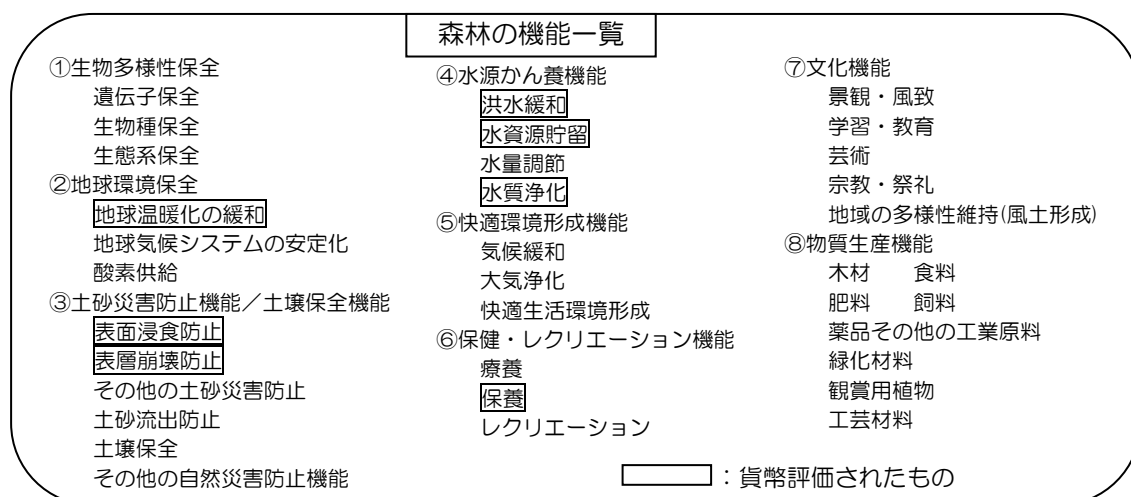 森林の機能一覧
①生物多様性保全
遺伝子保全
生物種保全
生態系保全
②地球環境保全
地球温暖化の緩和
地球気候システムの安定化
酸素供給
③土砂災害防止機能／土壌保全機能
表面浸食防止
表層崩壊防止
その他の土砂災害防止
土砂流出防止
土壌保全
その他の自然災害防止機能
④水源かん養機能
洪水緩和
水資源貯留
水量調節
水質浄化
⑤快適環境形成機能
気候緩和
大気浄化
快適生活環境形成
⑥保健・レクリエーション機能
療養
保養
レクリエーション
⑦文化機能
景観・風致
学習・教育
芸術
宗教・祭礼
地域の多様性維持(風土形成)
⑧物質生産機能
木材　　食料
肥料　　飼料
薬品その他の工業原料
緑化材料
観賞用植物
工芸材料
：貨幣評価されたもの